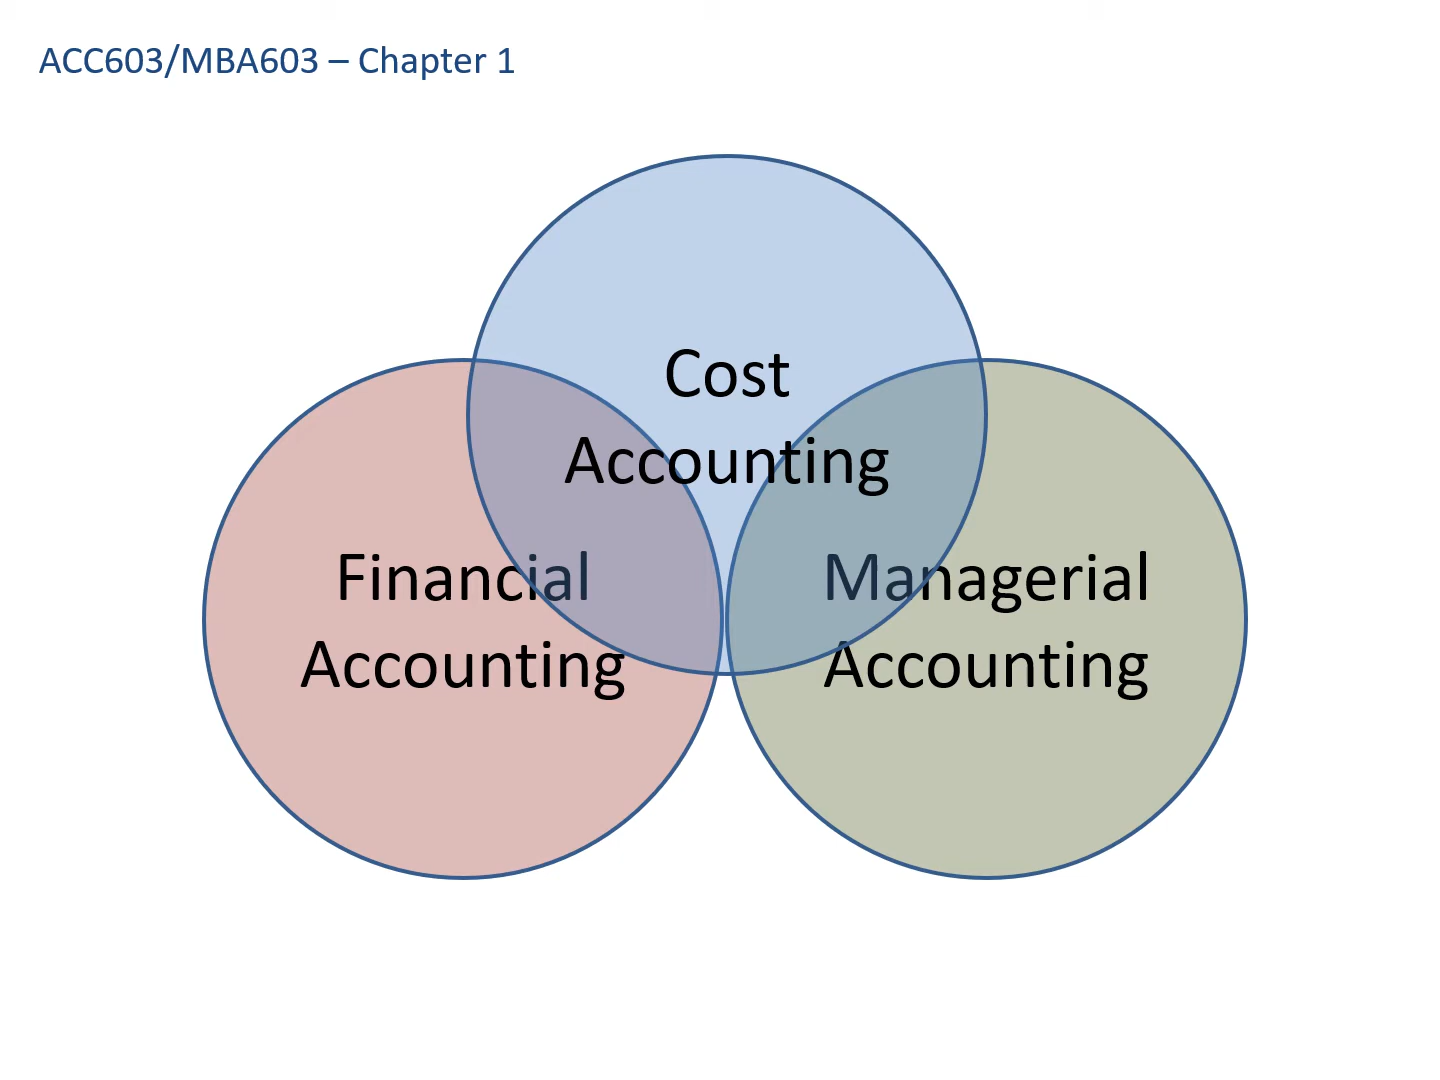 ACC603/MBA603 – Chapter 1
Cost
Accounting
Financial
Accounting
Managerial
Accounting